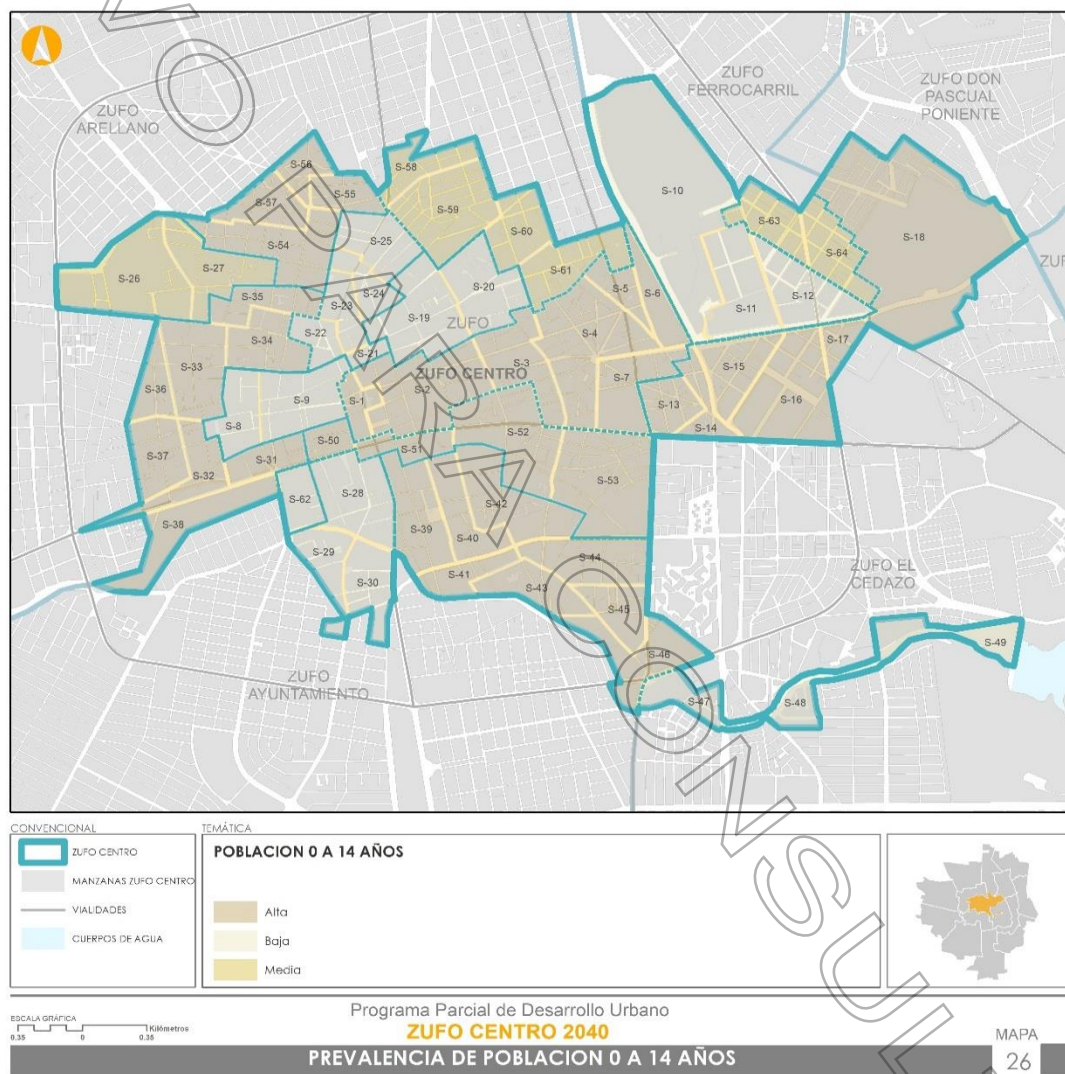 ZUFO
ARELLANO
ZUFO
FERROCARRIL
ZUFO DON
PASCUAL
PONIENTE
S-56
S-58
S-10
S-55
S-57
S-59
S-63
S-60
S-25
S-18
S-54
S-64
S-26
S-27
S-61
ZUF
S-20
S-5
S-6
S-24
S-35
S-12
S-23
S-11
S-19
ZUFO
S-22
S-4
S-34
S-17
S-21
S-33
S-3
S-15
ZUFO CENTRO
S-7
S-36
S-2
S-9
S-1
S-13
S-16
S-8
S-14
S-52
S-50
S-51
S-37
S-31
S-32
S-53
S-28
S-62
S-42
S-38
S-39
S-40
S-29
S-44
ZUFO EL
CEDAZO
S-41
S-30
S-43
S-45
S-49
S-46
ZUFO
AYUNTAMIENTO
S-47
S-48
VO PARA CONSUL
CONVENCIONAL
ZUFO CENTRO
MANZANAS ZUFO CENTRO
VIALIDADES
CUERPOS DE AGUA
TEMÁTICA
POBLACION 0 A 14 AÑOS
Alta
Baja
Media
ESCALA GRÁFICA
Kilómetros
0.35 0 0.35
Programa Parcial de Desarrollo Urbano
ZUFO CENTRO 2040
PREVALENCIA DE POBLACION 0 A 14 AÑOS
MAPA
26